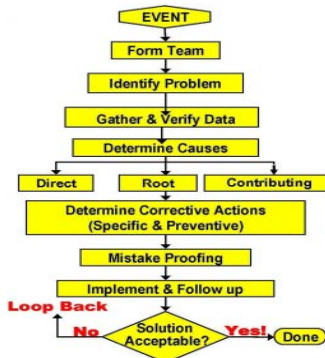 EVENT
Form Team
Identify Problem
Gather & Verify Data
Determine Causes
Direct
Root
Contributing
Determine Corrective Actions
(Specific & Preventive)
Mistake Proofing
Implement & Follow up
Loop Back
No
Solution
Acceptable?
Yes!
Done